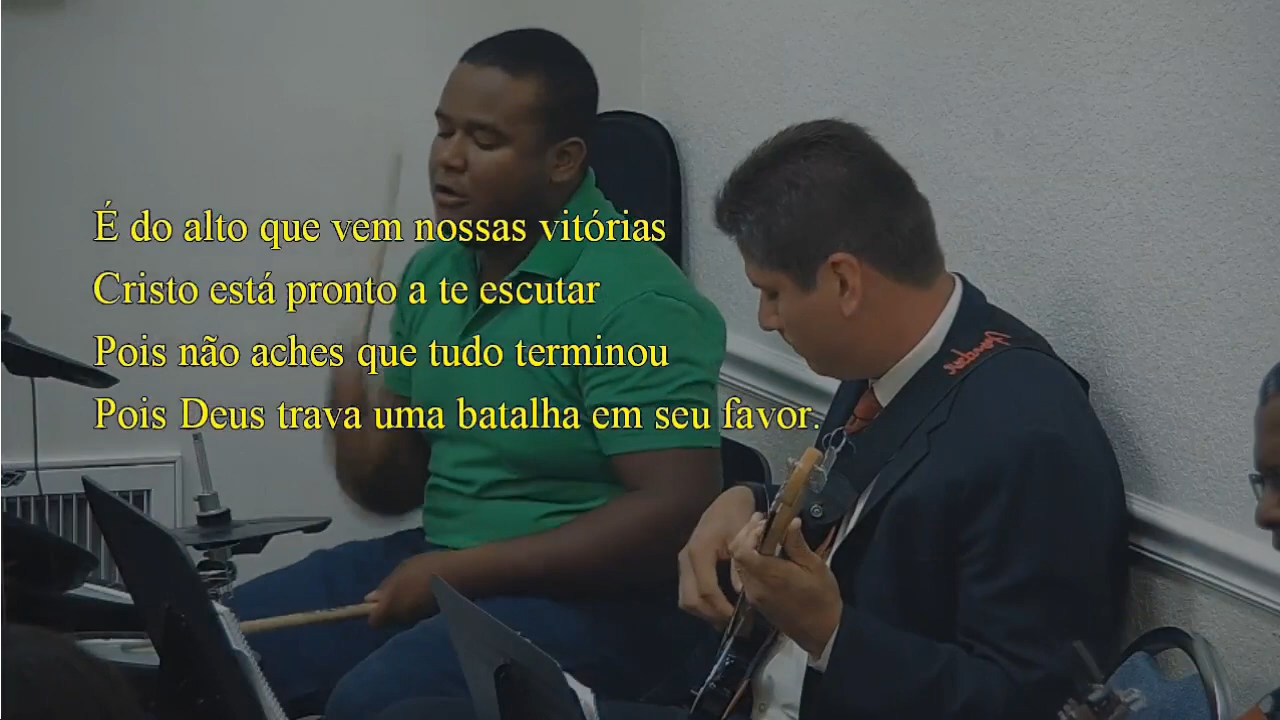 É do alto que vem nossas vitórias
Cristo está pronto a te escutar
Pois não aches que tudo terminou
Pois Deus trava uma batalha em seu favor.